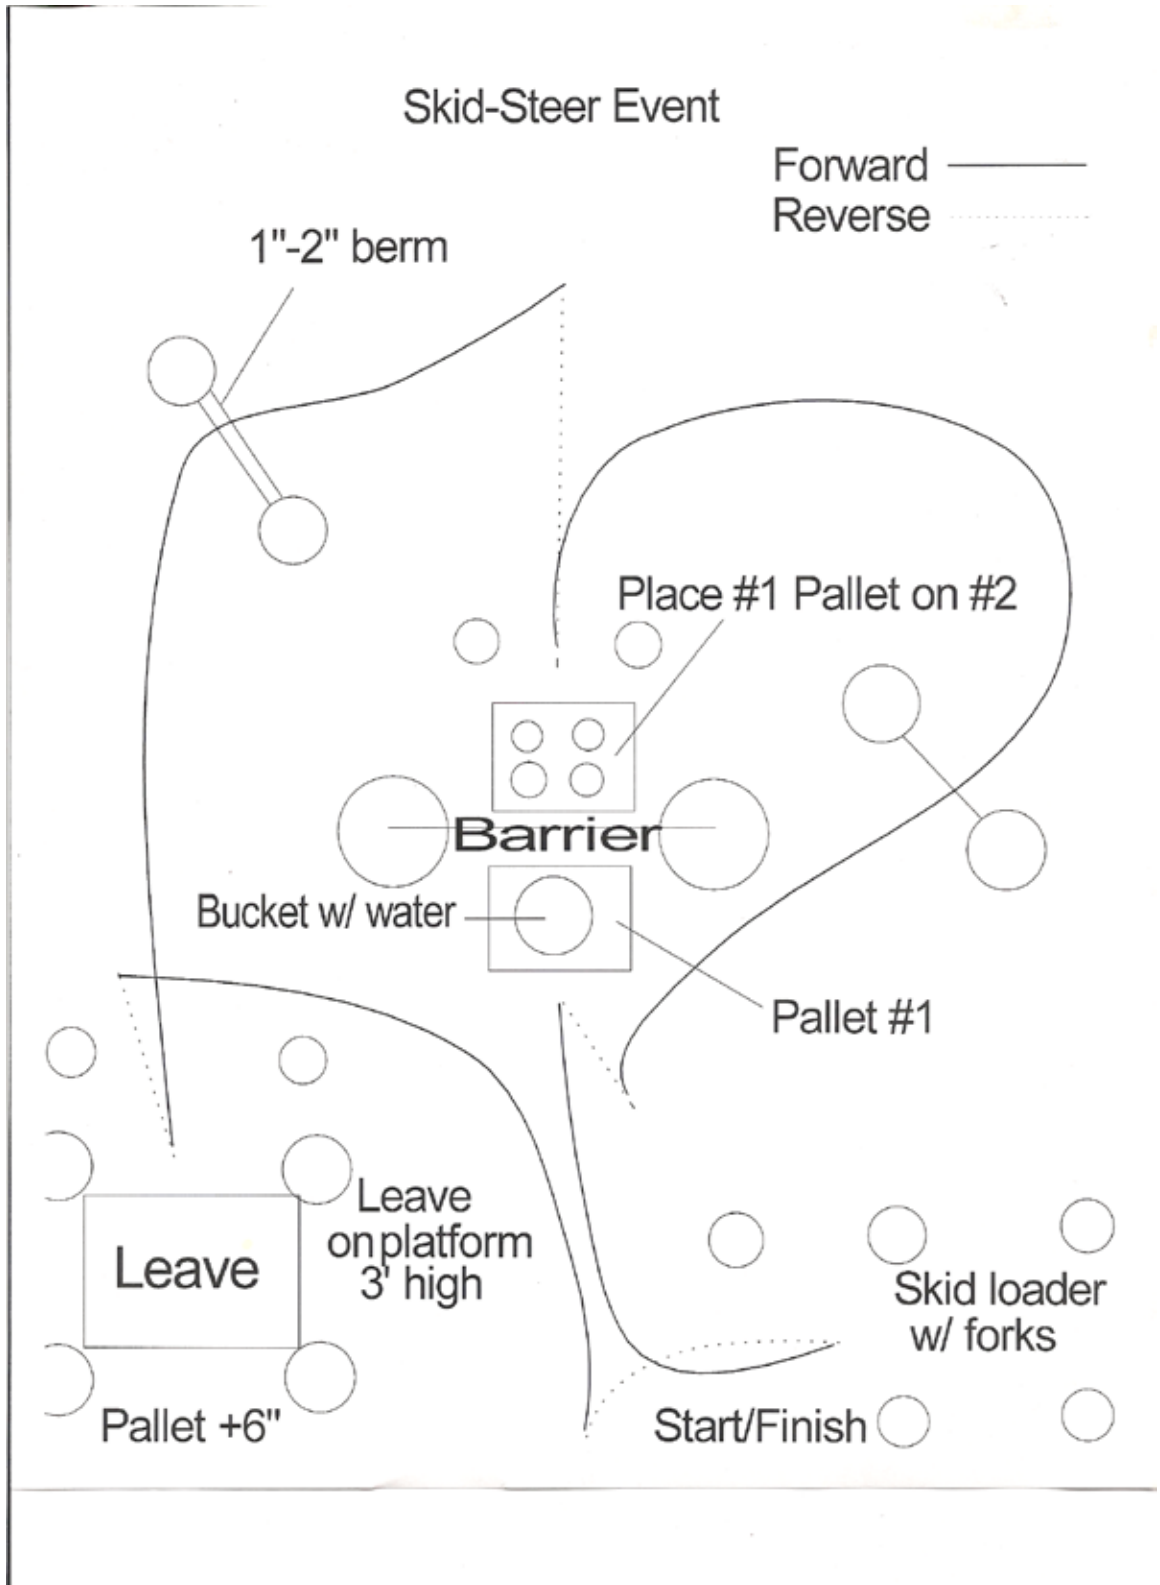 Skid-Steer Event
Forward
Reverse
1"-2" berm
Place #1 Pallet on #2
Barrier
Bucket w/ water
Pallet #1
Leave
on platform
3' high
Leave
Skid loader
w/ forks
Pallet +6"
Start/Finish